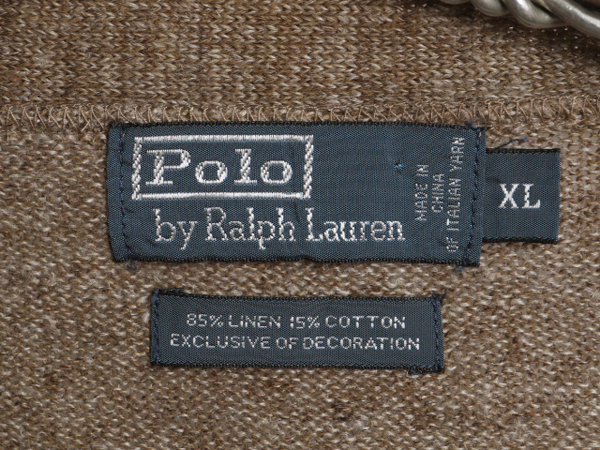 Polo
by Ralph Lauren
MADE IN
CHINA
OF ITALIAN YARN
XL
85% LINEN 15% COTTON
EXCLUSIVE OF DECORATION